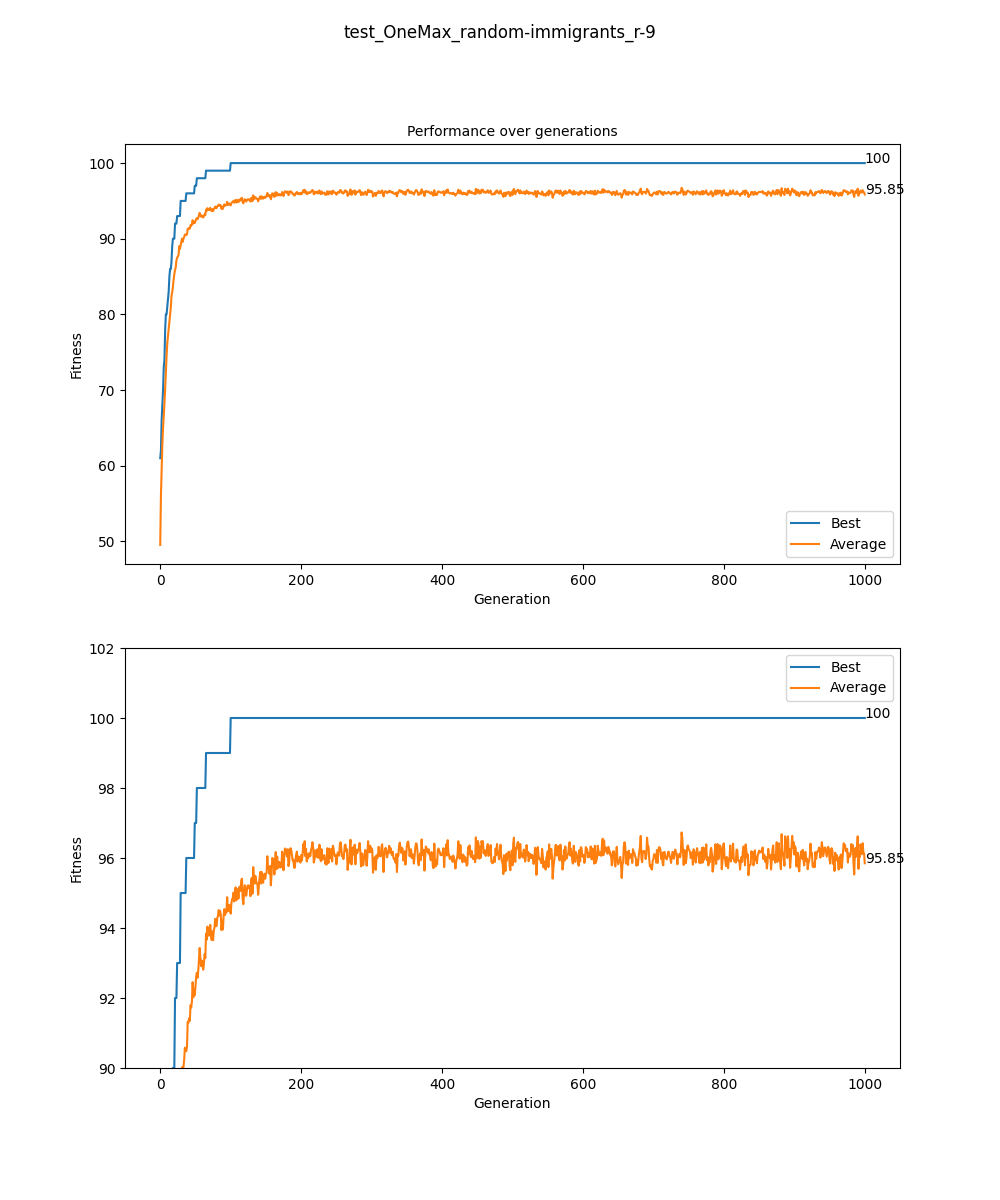 test_OneMax_random-immigrants_r-9
Performance over generations
100
90
80
70
60
50
Fitness
100
95.85
Best
Average
0 200 400 600 800 1000
Generation
102
100
98
96
94
92
90
Fitness
Best
Average
100
95.85
0 200 400 600 800 1000
Generation